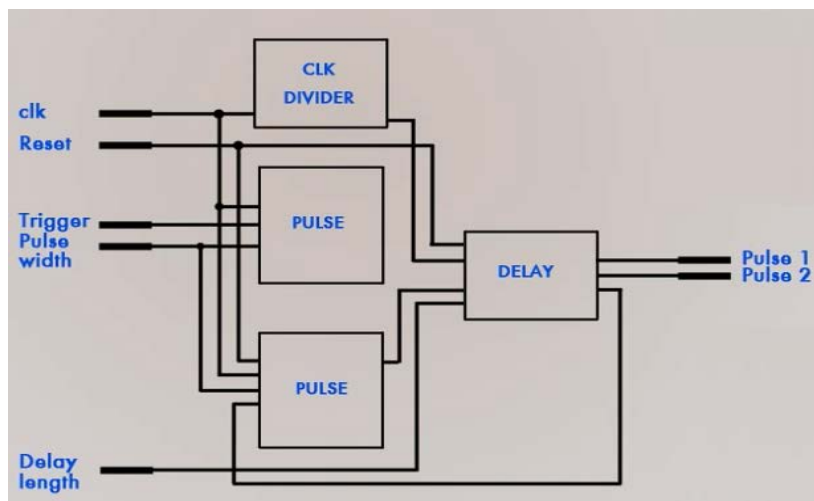 CLK
DIVIDER
clk
Reset
PULSE
Trigger
Pulse
width
DELAY
Pulse 1
Pulse 2
PULSE
Delay
length